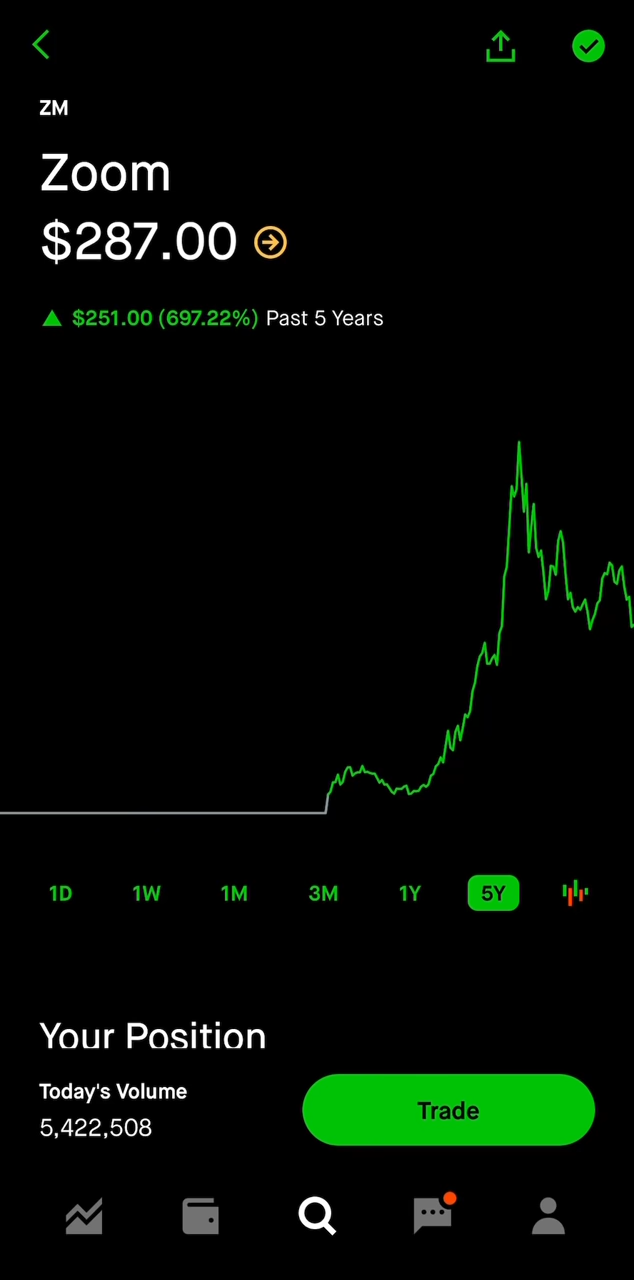 ZM
Zoom
$287.00
$251.00 (697.22%) Past 5 Years
1D 1W 1M 3M 1Y 5Y
Your Position
Today's Volume
5,422,508
Trade